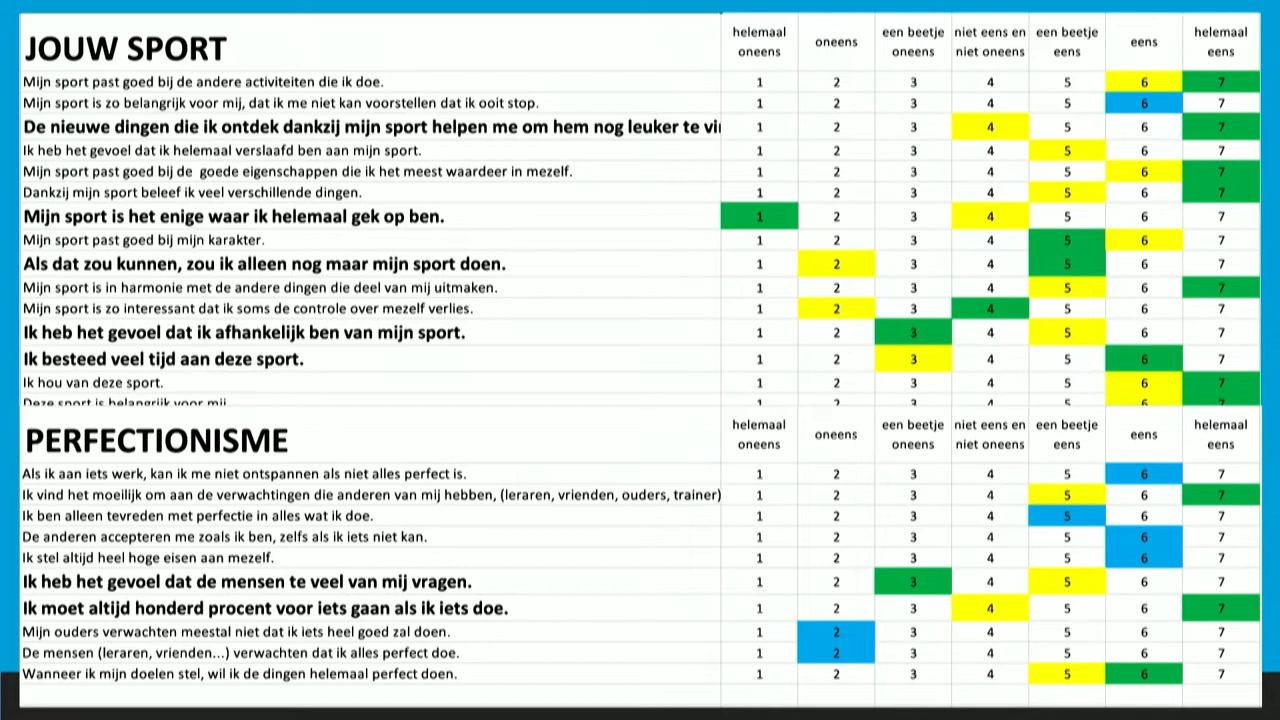 JOUW SPORT helemaal oneens oneens een beetje oneens niet eens en niet oneens een beetje eens eens helemaal eens
Mijn sport past goed bij de andere activiteiten die ik doe. 1 2 3 4 5 6 7
Mijn sport is zo belangrijk voor mij, dat ik me niet kan voorstellen dat ik ooit stop. 1 2 3 4 5 6 7
De nieuwe dingen die ik ontdek dankzij mijn sport helpen me om hem nog leuker te vi 1 2 3 4 5 6 7
Ik heb het gevoel dat ik helemaal verslaafd ben aan mijn sport. 1 2 3 4 5 6 7
Mijn sport past goed bij de goede eigenschappen die ik het meest waardeer in mezelf. 1 2 3 4 5 6 7
Dankzij mijn sport beleef ik veel verschillende dingen. 1 2 3 4 5 6 7
Mijn sport is het enige waar ik helemaal gek op ben. 1 2 3 4 5 6 7
Mijn sport past goed bij mijn karakter. 1 2 3 4 5 6 7
Als dat zou kunnen, zou ik alleen nog maar mijn sport doen. 1 2 3 4 5 6 7
Mijn sport is in harmonie met de andere dingen die deel van mij uitmaken. 1 2 3 4 5 6 7
Mijn sport is zo interessant dat ik soms de controle over mezelf verlies. 1 2 3 4 5 6 7
Ik heb het gevoel dat ik afhankelijk ben van mijn sport. 1 2 3 4 5 6 7
Ik besteed veel tijd aan deze sport. 1 2 3 4 5 6 7
Ik hou van deze sport. 1 2 3 4 5 6 7
Deze sport is belangrijk voor mij 1 2 3 4 5 6 7
PERFECTIONISME helemaal oneens oneens een beetje oneens niet eens en niet oneens een beetje eens eens helemaal eens
Als ik aan iets werk, kan ik me niet ontspannen als niet alles perfect is. 1 2 3 4 5 6 7
Ik vind het moeilijk om aan de verwachtingen die anderen van mij hebben, (leraren, vrienden, ouders, trainer) 1 2 3 4 5 6 7
Ik ben alleen tevreden met perfectie in alles wat ik doe. 1 2 3 4 5 6 7
De anderen accepteren me zoals ik ben, zelfs als ik iets niet kan. 1 2 3 4 5 6 7
Ik stel altijd heel hoge eisen aan mezelf. 1 2 3 4 5 6 7
Ik heb het gevoel dat de mensen te veel van mij vragen. 1 2 3 4 5 6 7
Ik moet altijd honderd procent voor iets gaan als ik iets doe. 1 2 3 4 5 6 7
Mijn ouders verwachten meestal niet dat ik iets heel goed zal doen. 1 2 3 4 5 6 7
De mensen (leraren, vrienden...) verwachten dat ik alles perfect doe. 1 2 3 4 5 6 7
Wanneer ik mijn doelen stel, wil ik de dingen helemaal perfect doen. 1 2 3 4 5 6 7